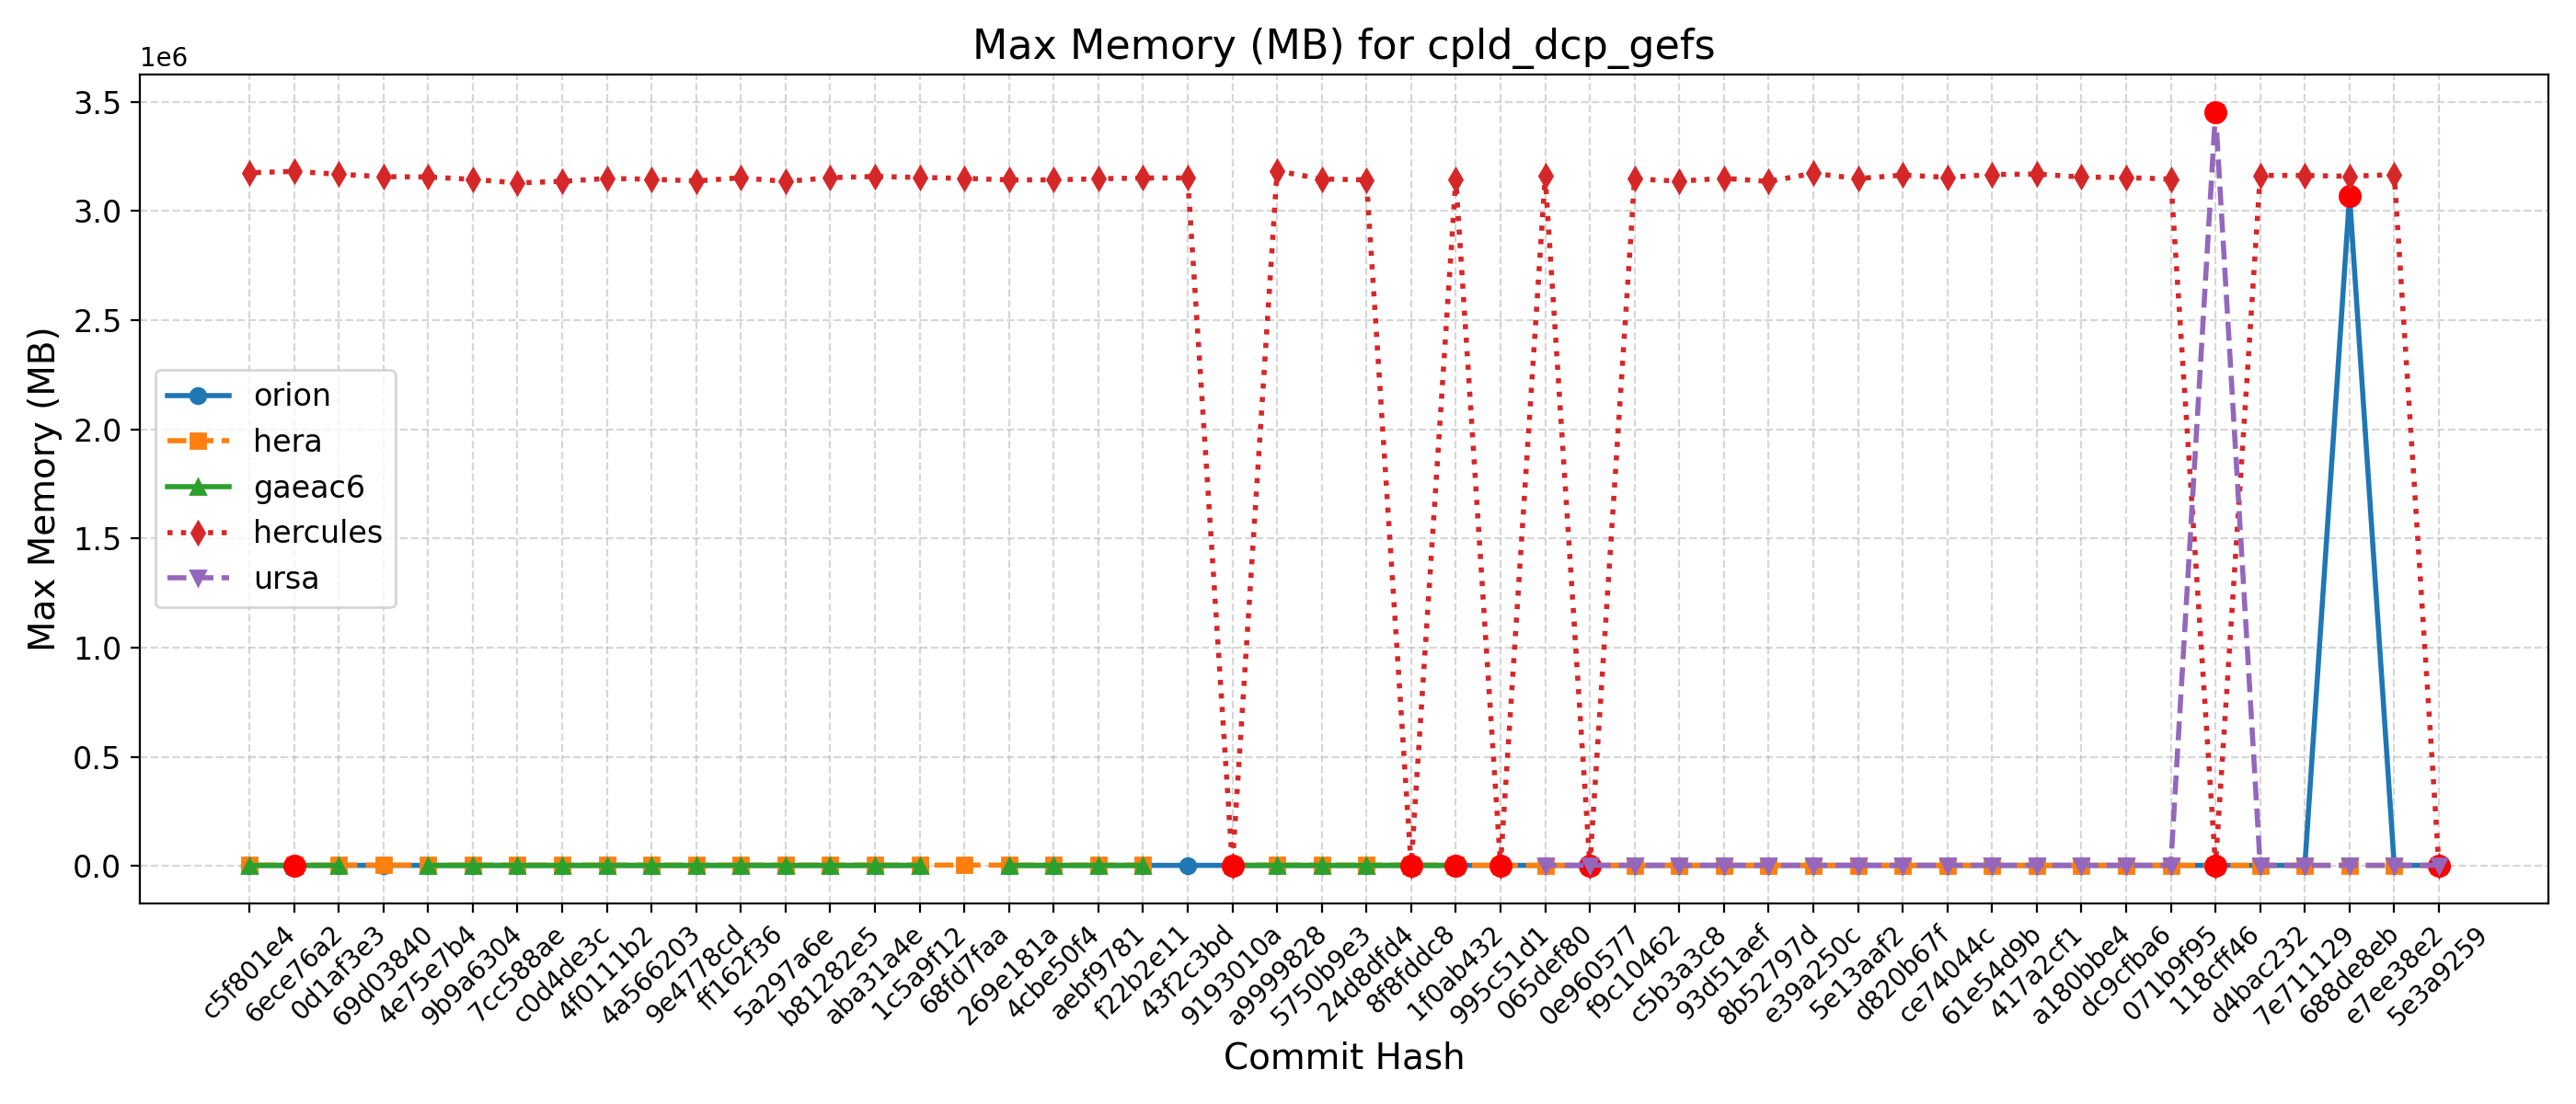 Max Memory (MB) for cpld_dcp_gefs
1e6
3.5
3.0
2.5
2.0
1.5
1.0
0.5
0.0
Max Memory (MB)
orion
hera
gaeac6
hercules
ursa
c5f801e4
6ece76a2
0d1af3e3
69d03840
4e75e7b4
9b9a6304
7cc588ae
c0d4de3c
4f0111b2
4a566203
9e4778cd
ff162f36
5a297a6e
b81282e5
aba31a4e
1c5a9f12
68fd7faa
269e181a
4cbe50f4
aebf9781
f22b2e11
43f2c3bd
9193010a
a9999828
5750b9e3
24d8dfd4
8f8fddc8
1f0ab432
995c51d1
065def80
0e960577
f9c10462
c5b3a3c8
93d51aef
8b52797d
e39a250c
5e13aaf2
d820b67f
ce74044c
61e54d9b
417a2cf1
a180bbe4
dc9cfba6
071b9f95
118cff46
d4bac232
7e711129
688de8eb
e7ee38e2
5e3a9259
Commit Hash